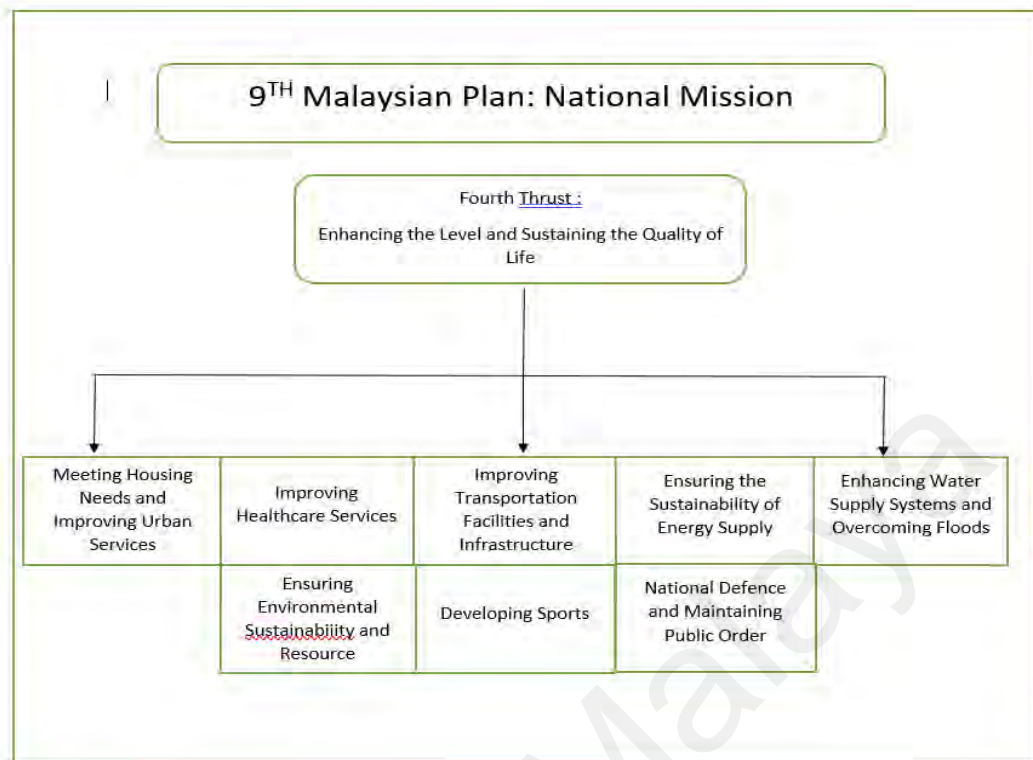 9TH Malaysian Plan: National Mission
Fourth Thrust :
Enhancing the Level and Sustaining the Quality of
Life
Meeting Housing
Needs and
Improving Urban
Services
Improving
Healthcare Services
Improving
Transportation
Facilities and
Infrastructure
Ensuring the
Sustainability of
Energy Supply
Enhancing Water
Supply Systems and
Overcoming Floods
Ensuring
Environmental
Sustainability and
Resource
Developing Sports
National Defence
and Maintaining
Public Order
Malaya